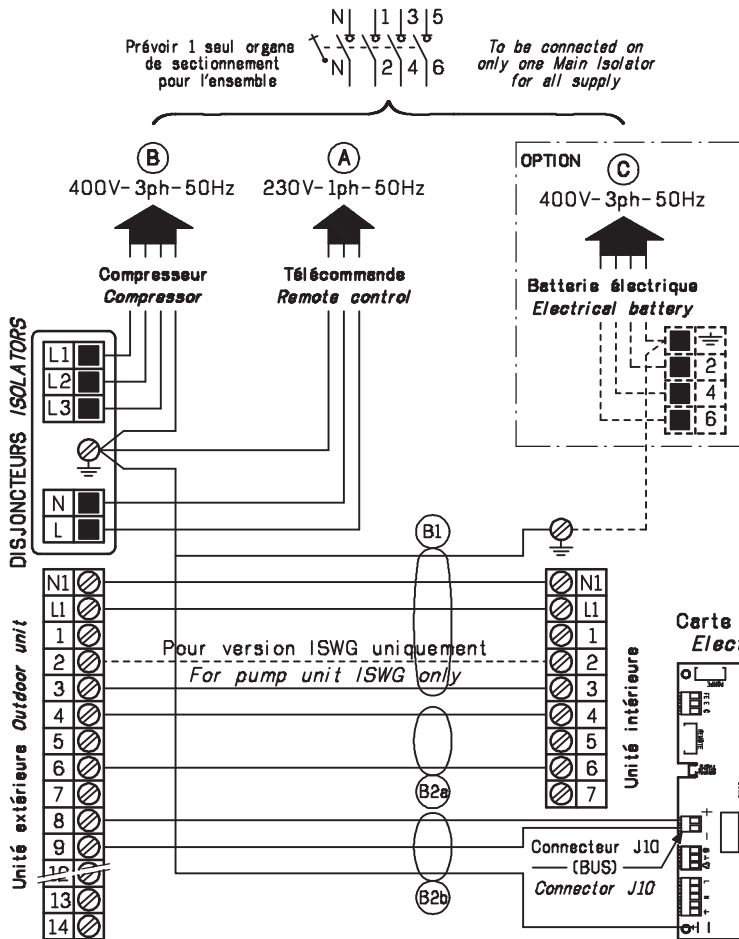 N 1 3 5
Prévoir 1 seul organe
de sectionnement
pour l'ensemble
N 2 4 6
To be connected on
only one Main Isolator
for all supply
B
400V-3ph-50Hz
A
230V-1ph-50Hz
OPTION
C
400V-3ph-50Hz
Compresseur
Compressor
Télécommande
Remote control
Batterie électrique
Electrical battery
2
4
6
DISJONCTEURS ISOLATORS
L1
L2
L3
N
L
B1
Unité extérieure Outdoor unit
N1
L1
1
2
3
4
5
6
7
8
9
10
13
14
Pour version ISWG uniquement
For pump unit ISWG only
B2a
B2b
N1
L1
1
2
3
4
5
6
7
Unité intérieure
Carte
Elect
Connecteur J10
(BUS)
Connector J10
+
-